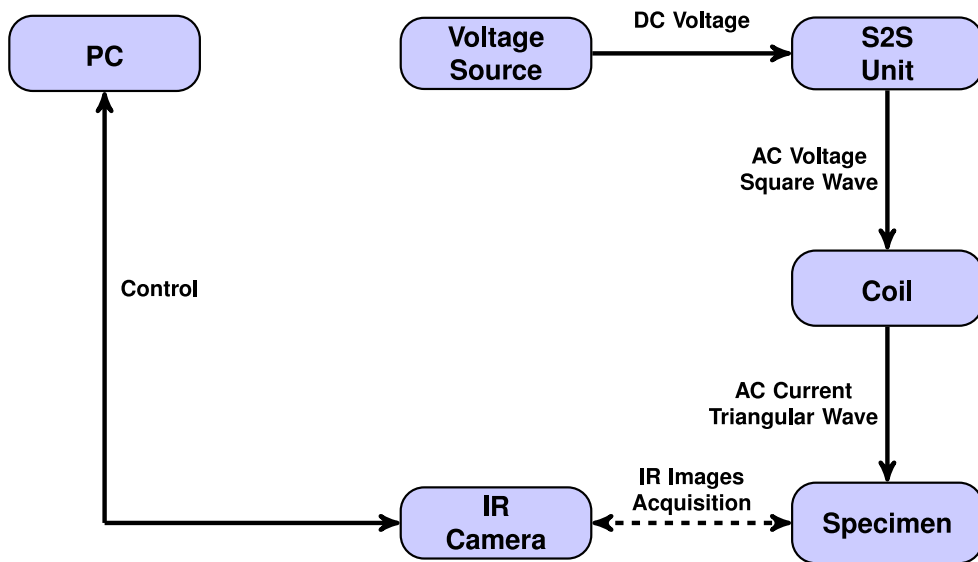 PC
Voltage
Source
DC Voltage
S2S
Unit
AC Voltage
Square Wave
Coil
Control
AC Current
Triangular Wave
IR
Camera
IR Images
Acquisition
Specimen